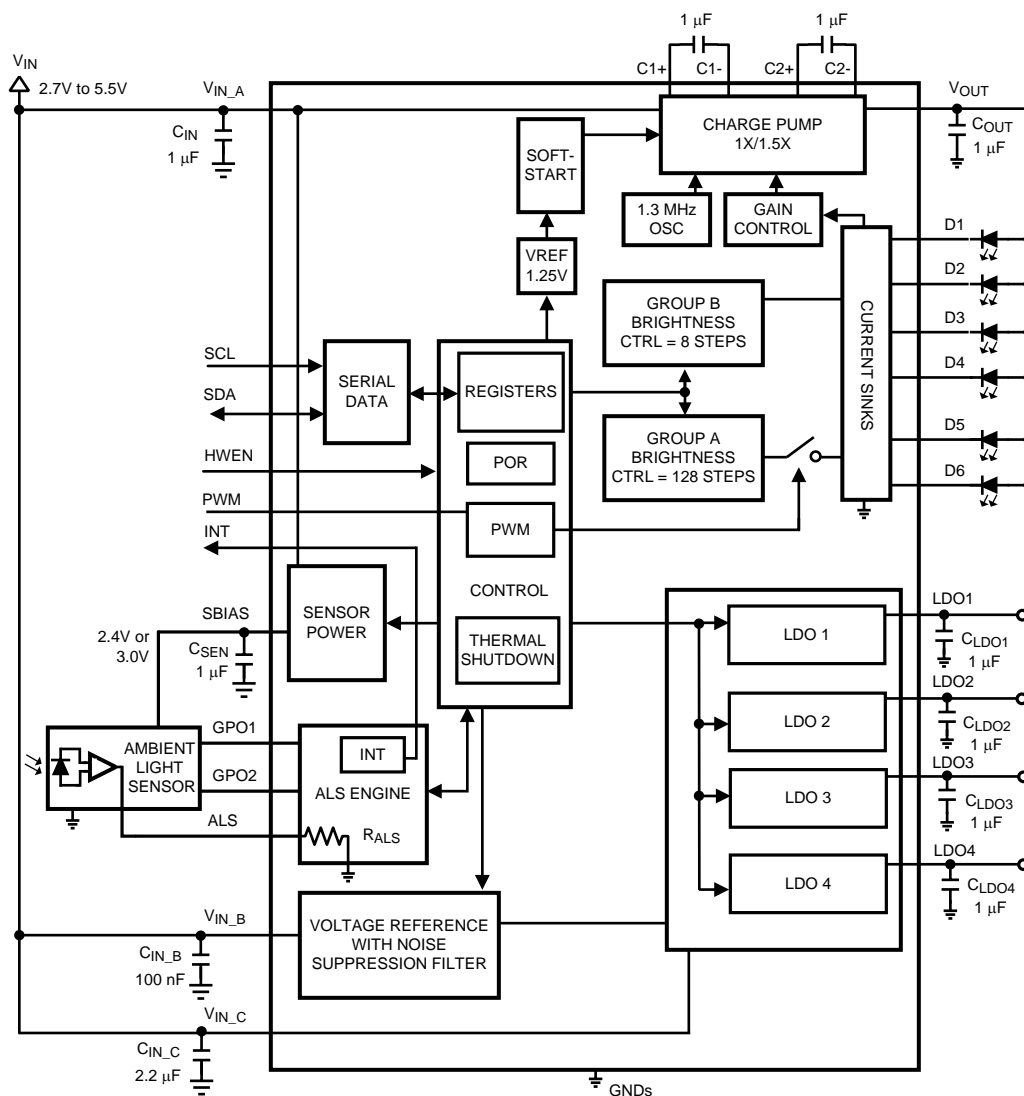 1 µF
1 µF
VIN
2.7V to 5.5V
C1+
C1-
C2+
C2-
VIN_A
VOUT
CIN
1 µF
CHARGE PUMP
1X/1.5X
COUT
1 µF
SOFT-
START
1.3 MHz
OSC
GAIN
CONTROL
D1
VREF
1.25V
D2
GROUP B
BRIGHTNESS
CTRL = 8 STEPS
D3
CURRENT SINKS
SCL
SERIAL
DATA
REGISTERS
D4
SDA
GROUP A
BRIGHTNESS
CTRL = 128 STEPS
D5
HWEN
POR
D6
PWM
PWM
INT
CONTROL
SENSOR
POWER
SBIAS
LDO1
2.4V or
3.0V
CSEN
1 µF
THERMAL
SHUTDOWN
LDO 1
CLDO1
1 µF
LDO2
GPO1
LDO 2
CLDO2
1 µF
AMBIENT
LIGHT
SENSOR
INT
LDO3
GPO2
ALS ENGINE
LDO 3
CLDO3
1 µF
ALS
RALS
LDO4
LDO 4
CLDO4
1 µF
VIN_B
VOLTAGE REFERENCE
WITH NOISE
SUPPRESSION FILTER
CIN_B
100 nF
VIN_C
CIN_C
2.2 µF
GNDs